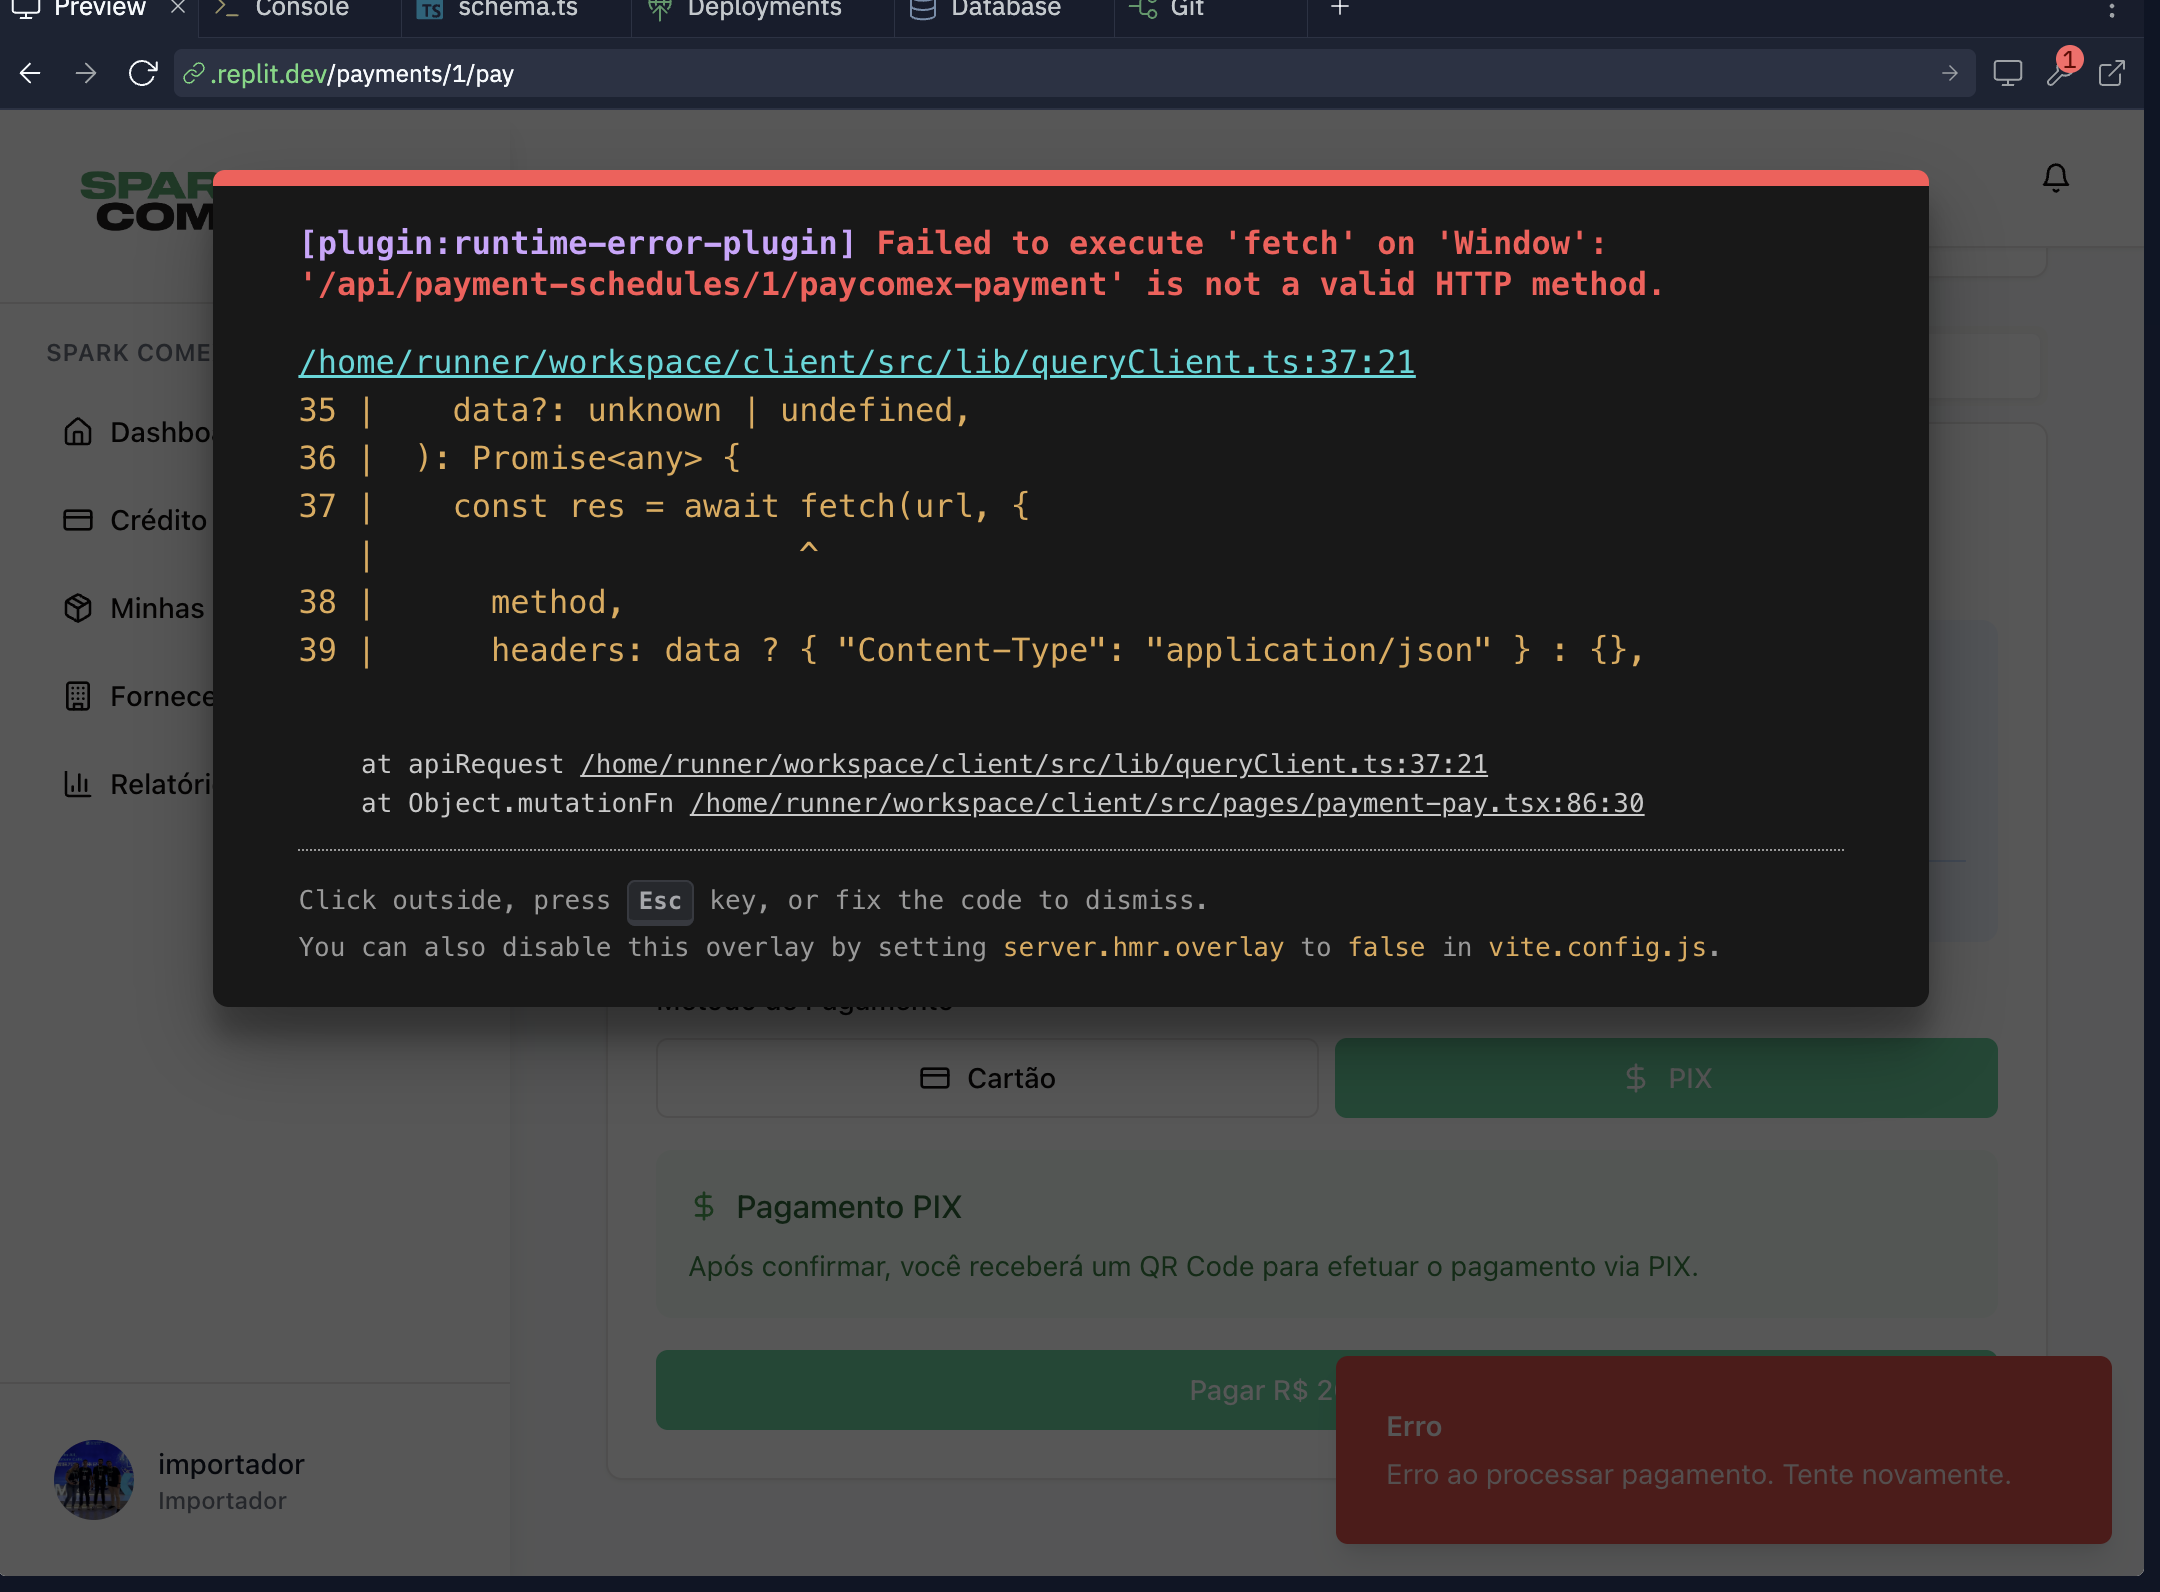 Preview
Console
TS schema.ts
Deployments
Database
Git
.replit.dev/payments/1/pay
1
SPARK COME
Dashbo
Crédito
Minhas
Fornece
Relatóri
[plugin:runtime-error-plugin] Failed to execute 'fetch' on 'Window':
'/api/payment-schedules/1/paycomex-payment' is not a valid HTTP method.
/home/runner/workspace/client/src/lib/queryClient.ts:37:21
35 |    data?: unknown | undefined,
36 |  ): Promise<any> {
37 |    const res = await fetch(url, {
|                      ^
38 |      method,
39 |      headers: data ? { "Content-Type": "application/json" } : {},
at apiRequest /home/runner/workspace/client/src/lib/queryClient.ts:37:21
at Object.mutationFn /home/runner/workspace/client/src/pages/payment-pay.tsx:86:30
Click outside, press Esc key, or fix the code to dismiss.
You can also disable this overlay by setting server.hmr.overlay to false in vite.config.js.
Cartão
PIX
Pagamento PIX
Após confirmar, você receberá um QR Code para efetuar o pagamento via PIX.
Pagar R$ 2
Erro
Erro ao processar pagamento. Tente novamente.
importador
Importador